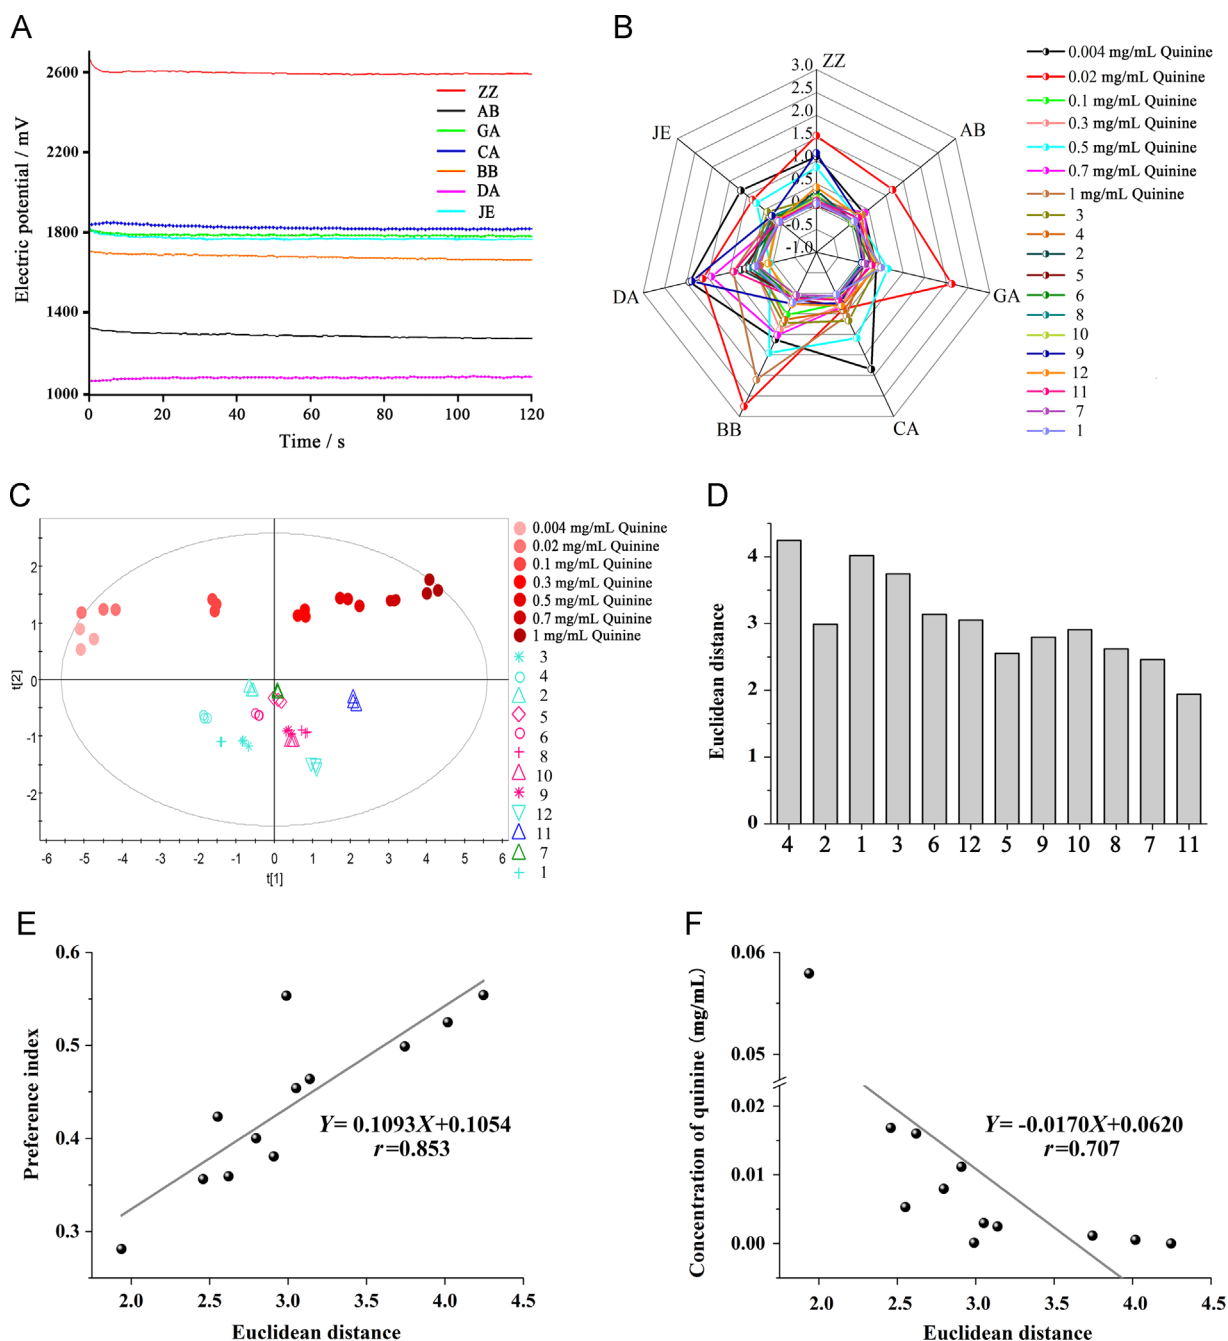 A
2600
2200
1800
1400
1000
Electric potential / mV
0 20 40 60 80 100 120
Time / s
ZZ
AB
GA
CA
BB
DA
JE
B
3.0
2.5
2.0
1.5
1.0
0.5
0
-0.5
-1.0
ZZ
AB
GA
CA
BB
DA
JE
0.004 mg/mL Quinine
0.02 mg/mL Quinine
0.1 mg/mL Quinine
0.3 mg/mL Quinine
0.5 mg/mL Quinine
0.7 mg/mL Quinine
1 mg/mL Quinine
3
4
2
5
6
8
10
9
12
11
7
1
C
2
1
0
-1
-2
t[2]
-6 -5 -4 -3 -2 -1 0 1 2 3 4 5 6
t[1]
0.004 mg/mL Quinine
0.02 mg/mL Quinine
0.1 mg/mL Quinine
0.3 mg/mL Quinine
0.5 mg/mL Quinine
0.7 mg/mL Quinine
1 mg/mL Quinine
3
4
2
5
6
8
10
9
12
11
7
1
D
4
3
2
1
0
Euclidean distance
4 2 1 3 6 12 5 9 10 8 7 11
E
0.6
0.5
0.4
0.3
Preference index
Y= 0.1093X+0.1054
r=0.853
2.0 2.5 3.0 3.5 4.0 4.5
Euclidean distance
F
0.06
0.05
0.02
0.01
0.00
Concentration of quinine (mg/mL)
Y= -0.0170X+0.0620
r=0.707
2.0 2.5 3.0 3.5 4.0 4.5
Euclidean distance